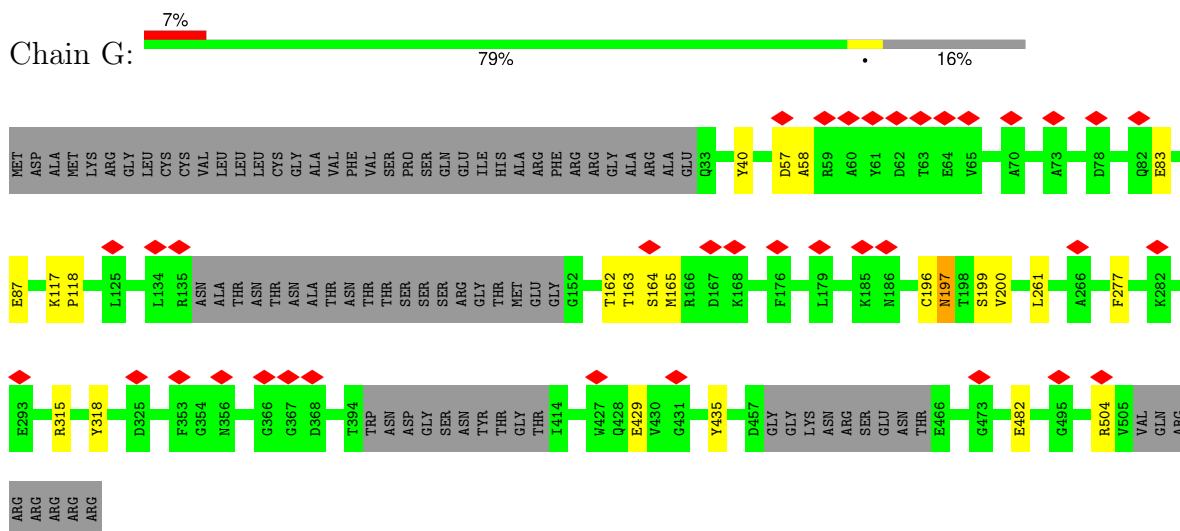 7%
Chain G:
79% • 16%
MET ASP ALA MET LYS ARG GLY LEU CYS CYS VAL LEU LEU LEU CYS GLY ALA VAL PHE VAL SER PRO SER GLN GLU ILE HIS ALA ARG PHE ARG ARG GLY ALA ARG ALA GLU Q33 Y40 D57 A58 R59 A60 Y61 D62 T63 E64 V65 A70 A73 D78 Q82 E83
E87 K117 P118 L125 L134 R135 ASN ALA THR ASN THR ASN ALA THR ASN THR THR SER SER SER ARG GLY THR MET GLU GLY G152 T162 T163 S164 M165 R166 D167 K168 F176 L179 K185 N186 C196 N197 T198 S199 V200 L261 A266 F277 K282
E293 R315 Y318 D325 F353 G354 N356 G366 G367 D368 T394 TRP ASN ASP GLY SER ASN TYR THR GLY THR I414 W427 Q428 E429 V430 G431 Y435 D457 GLY GLY LYS ASN ARG SER GLU ASN THR E466 G473 E482 G495 R504 V505 VAL GLN ARG
ARG ARG ARG ARG ARG